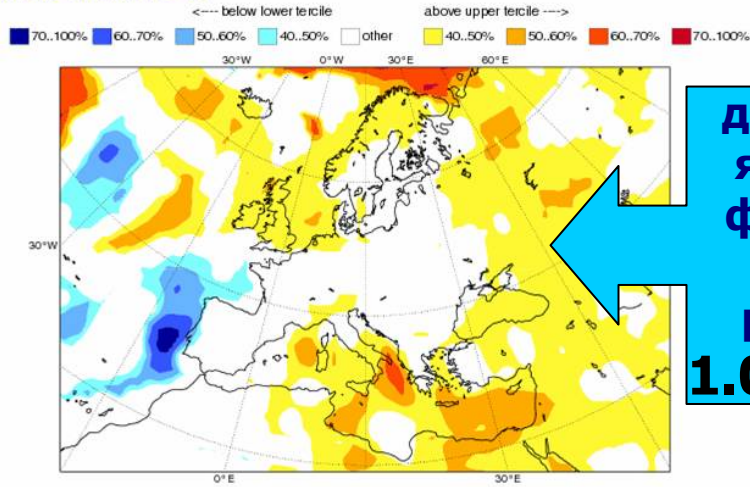 <---- below lower tercile above upper tercile ---->
70..100% 60..70% 50..60% 40..50% other 40..50% 50..60% 60..70% 70..100%
30°W 0°W 30°E 60°E
30°W
0°E 30°E